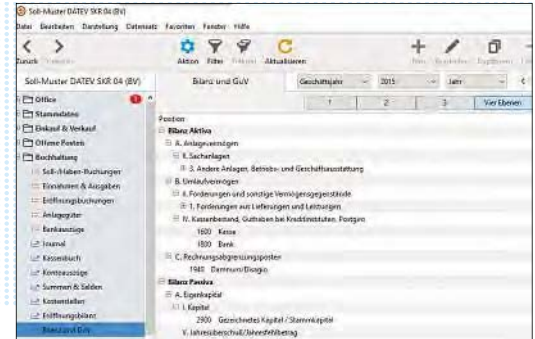 Soll-Muster DATEV SKR 04 (BV)
Datei Bearbeiten Darstellung Datensatz Favoriten Fenster Hilfe
Zurück
Aktion Filter Aktualisieren
Neu Bearbeiten
Soll-Muster DATEV SKR 04 (BV)
Bilanz und GuV
Geschäftsjahr 2015 Jahr
1 2 3 Vier Ebenen
Office 1
Stammdaten
Einkauf & Verkauf
Offene Posten
Buchhaltung
Soll-/Haben-Buchungen
Einnahmen & Ausgaben
Eröffnungsbuchungen
Anlagegüter
Bankauszüge
Journal
Kassenbuch
Kontoauszüge
Summen & Salden
Kostenstellen
Eröffnungsbilanz
Bilanz und GuV
Position
Bilanz Aktiva
A. Anlagevermögen
II. Sachanlagen
3. Andere Anlagen, Betriebs- und Geschäftsausstattung
B. Umlaufvermögen
II. Forderungen und sonstige Vermögensgegenstände
1. Forderungen aus Lieferungen und Leistungen
IV. Kassenbestand, Guthaben bei Kreditinstituten, Postgiro
1600 Kasse
1800 Bank
C. Rechnungsabgrenzungsposten
1940 Damnum/Disagio
Bilanz Passiva
A. Eigenkapital
I. Kapital
2900 Gezeichnetes Kapital / Stammkapital
V. Jahresüberschuß/Jahresfehlbetrag